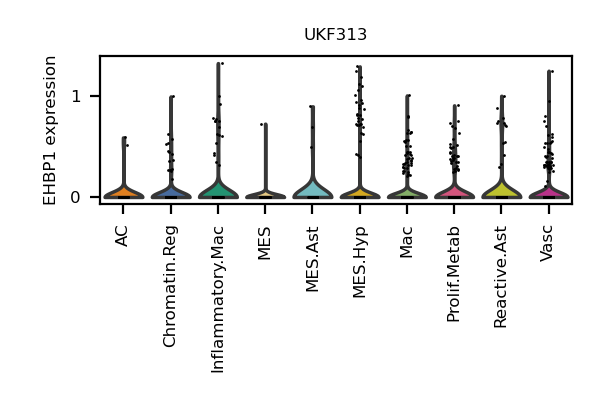 UKF313
EHBP1 expression
1
0
AC
Chromatin.Reg
Inflammatory.Mac
MES
MES.Ast
MES.Hyp
Mac
Prolif.Metab
Reactive.Ast
Vasc